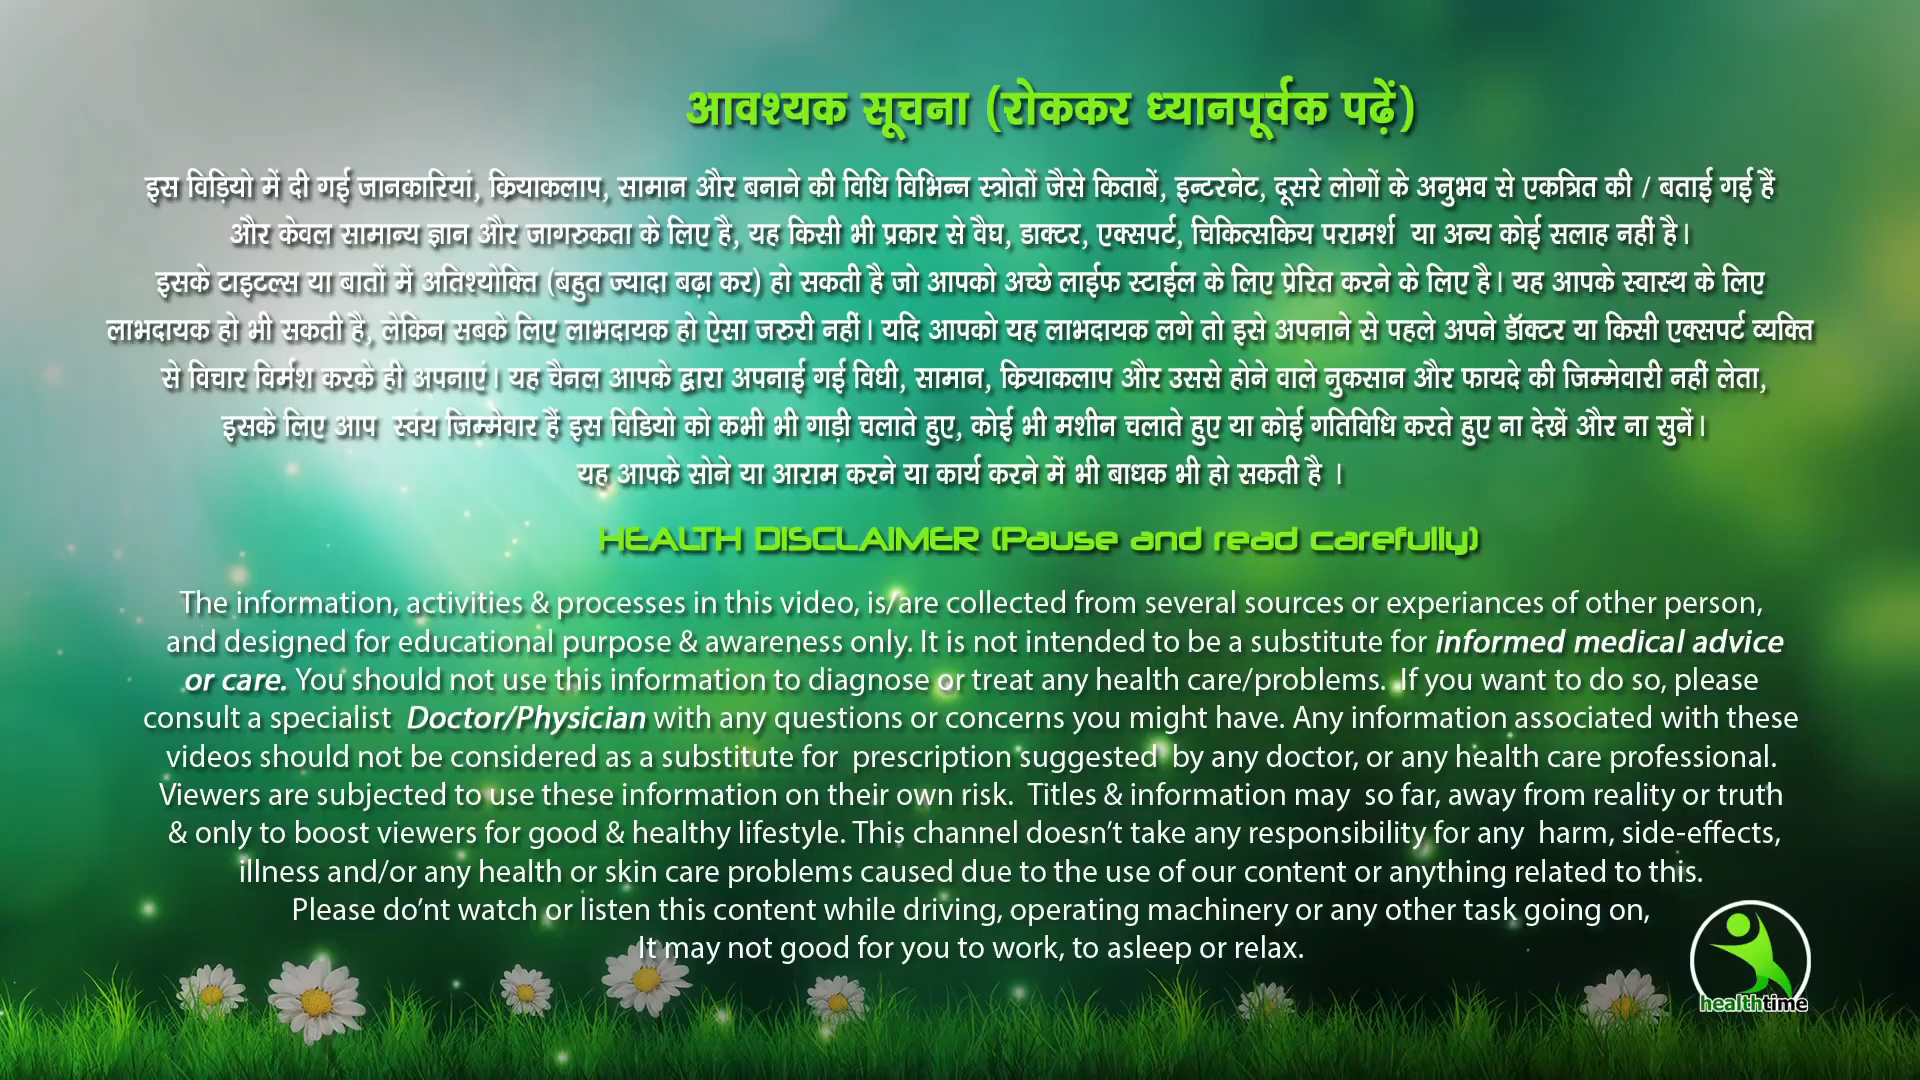 आवश्यक सूचना (रोककर ध्यानपूर्वक पढ़ें)
इस विड़ियो में दी गई जानकारियां, क्रियाकलाप, सामान और बनाने की विधि विभिन्न स्त्रोतों जैसे किताबें, इन्टरनेट, दूसरे लोगों के अनुभव से एकत्रित की / बताई गई हैं
और केवल सामान्य ज्ञान और जागरुकता के लिए है, यह किसी भी प्रकार से वैघ, डाक्टर, एक्सपर्ट, चिकित्सकिय परामर्श या अन्य कोई सलाह नहीं है।
इसके टाइटल्स या बातों में अतिश्योक्ति (बहुत ज्यादा बढ़ा कर) हो सकती है जो आपको अच्छे लाईफ स्टाईल के लिए प्रेरित करने के लिए है। यह आपके स्वास्थ के लिए
लाभदायक हो भी सकती है, लेकिन सबके लिए लाभदायक हो ऐसा जरुरी नहीं। यदि आपको यह लाभदायक लगे तो इसे अपनाने से पहले अपने डॉक्टर या किसी एक्सपर्ट व्यक्ति
से विचार विर्मश करके ही अपनाएं। यह चैनल आपके द्वारा अपनाई गई विधी, सामान, क्रियाकलाप और उससे होने वाले नुकसान और फायदे की जिम्मेवारी नहीं लेता,
इसके लिए आप स्वंय जिम्मेवार हैं इस विडियो को कभी भी गाड़ी चलाते हुए, कोई भी मशीन चलाते हुए या कोई गतिविधि करते हुए ना देखें और ना सुनें।
यह आपके सोने या आराम करने या कार्य करने में भी बाधक भी हो सकती है ।
HEALTH DISCLAIMER (Pause and read carefully)
The information, activities & processes in this video, is/are collected from several sources or experiances of other person,
and designed for educational purpose & awareness only. It is not intended to be a substitute for informed medical advice
or care. You should not use this information to diagnose or treat any health care/problems. If you want to do so, please
consult a specialist Doctor/Physician with any questions or concerns you might have. Any information associated with these
videos should not be considered as a substitute for prescription suggested by any doctor, or any health care professional.
Viewers are subjected to use these information on their own risk. Titles & information may so far, away from reality or truth
& only to boost viewers for good & healthy lifestyle. This channel doesn’t take any responsibility for any harm, side-effects,
illness and/or any health or skin care problems caused due to the use of our content or anything related to this.
Please do’nt watch or listen this content while driving, operating machinery or any other task going on,
It may not good for you to work, to asleep or relax.
healthtime